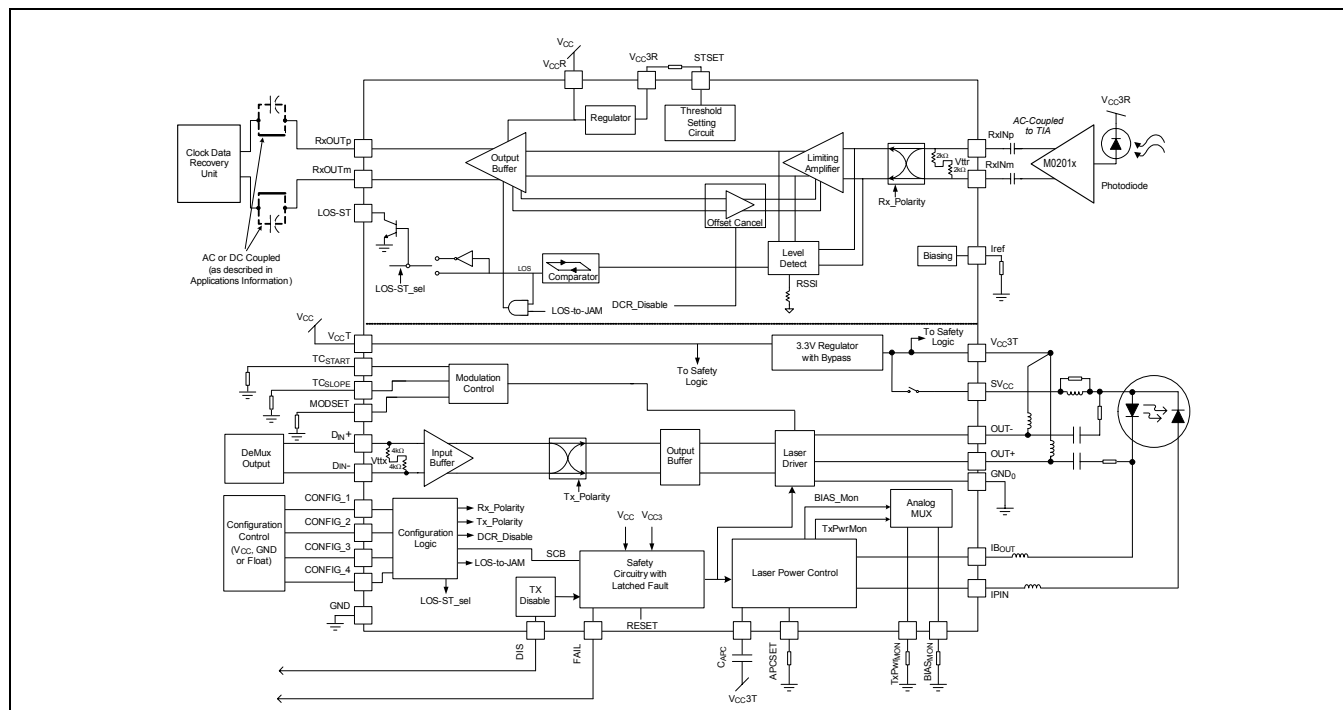 VCC
VCCR
VCC3R
STSET
Regulator
Threshold
Setting
Circuit
VCC3R
AC-Coupled
to TIA
RxINp
RxINm
M0201x
Photodiode
Clock Data
Recovery
Unit
RxOUTp
RxOUTm
Output
Buffer
Limiting
Amplifier
2kΩ
Vttr
2kΩ
Rx_Polarity
Offset Cancel
LOS-ST
AC or DC Coupled
(as described in
Applications Information)
LOS-ST_sel
LOS
Comparator
Level
Detect
RSSI
Biasing
Iref
LOS-to-JAM
DCR_Disable
VCC
VCCT
To Safety
Logic
3.3V Regulator
with Bypass
To Safety
Logic
VCC3T
TCSTART
TCSLOPE
MODSET
Modulation
Control
SVCC
DeMux
Output
DIN+
DIN-
Vttx
4kΩ
4kΩ
Input
Buffer
Tx_Polarity
Output
Buffer
Laser
Driver
OUT-
OUT+
GND0
Configuration
Control
(VCC, GND
or Float)
CONFIG_1
CONFIG_2
CONFIG_3
CONFIG_4
Configuration
Logic
Rx_Polarity
Tx_Polarity
DCR_Disable
LOS-to-JAM
LOS-ST_sel
SCB
VCC
VCC3
Safety
Circuitry with
Latched Fault
TX
Disable
RESET
BIAS_Mon
TxPwrMon
Analog
MUX
Laser Power Control
IBOUT
IPIN
GND
DIS
FAIL
CAPC
VCC3T
APCSET
TxPwrMON
BIASMON